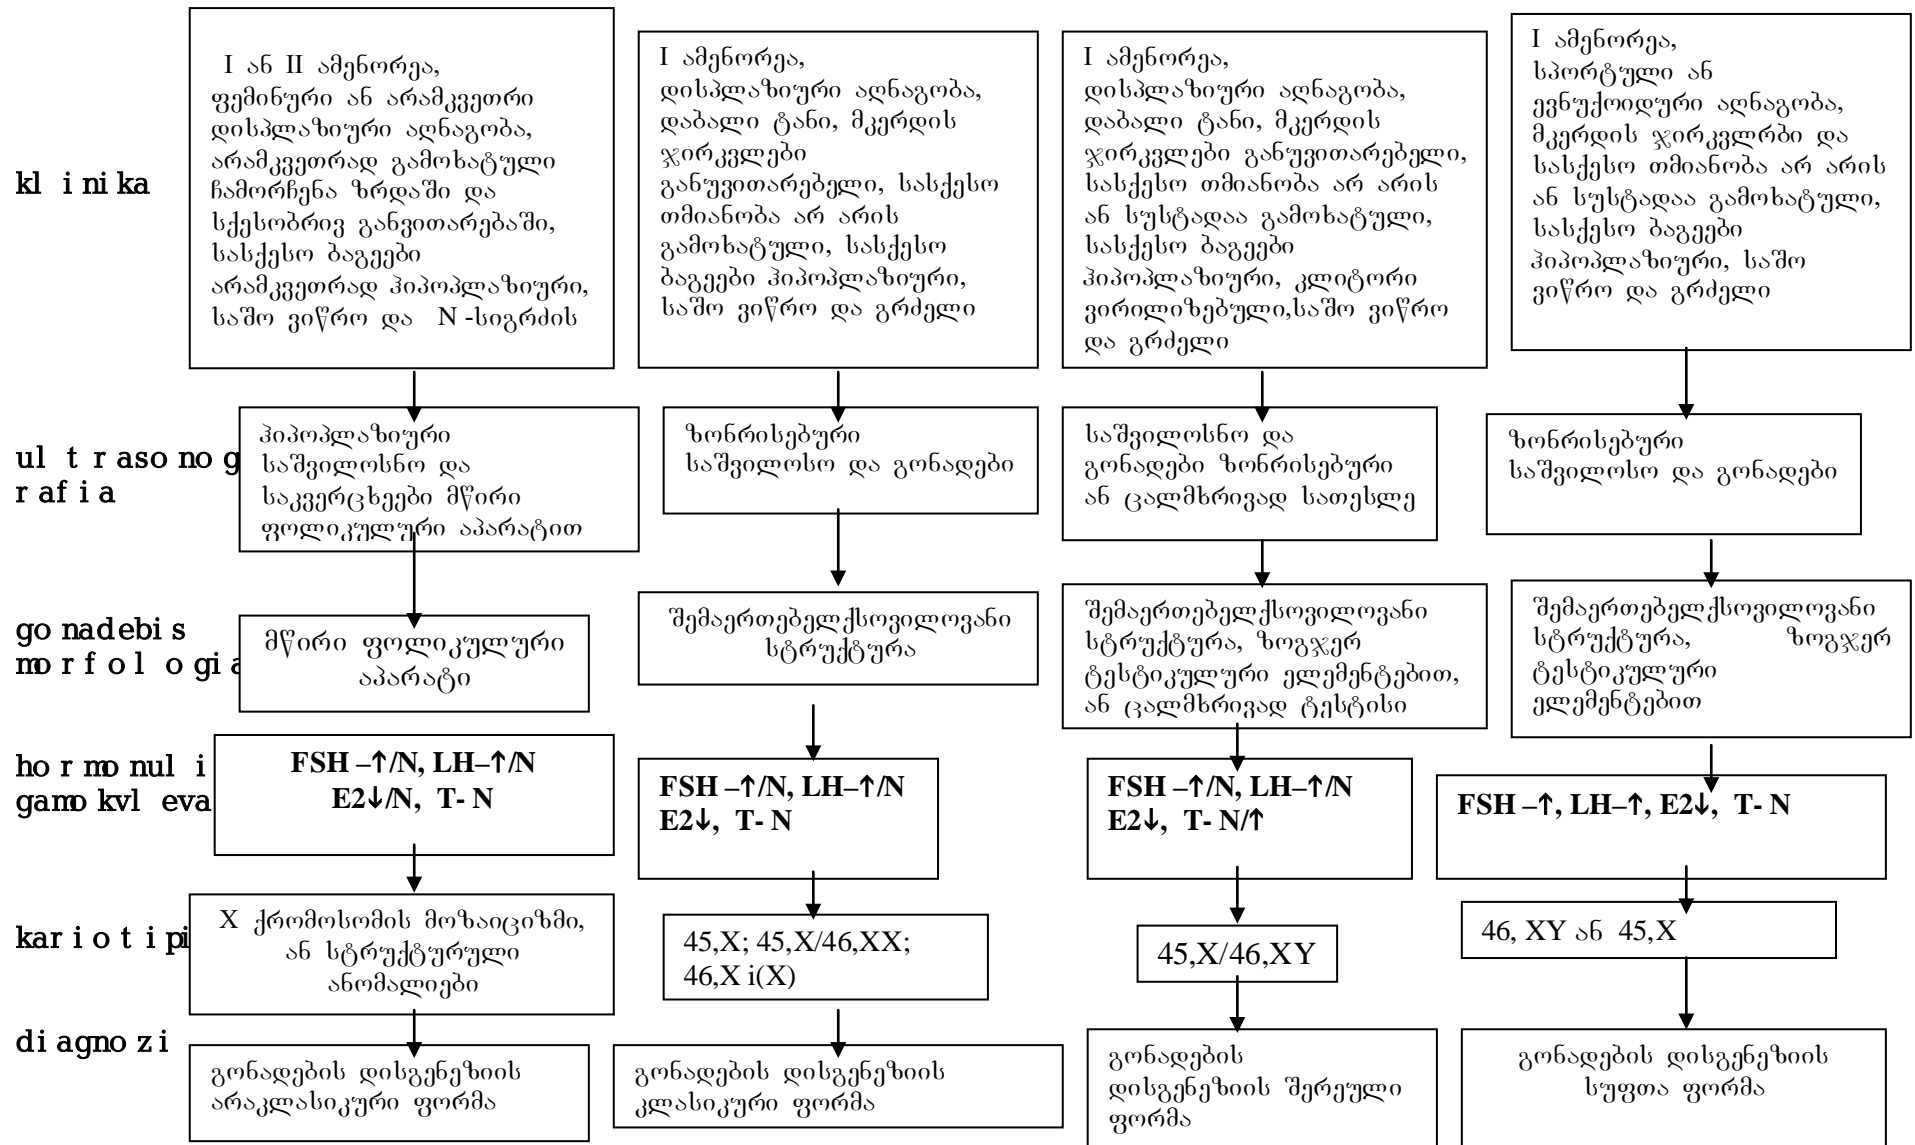 kl inika
I ან II ამენორეა,
ფემინური ან არამკვეთრი
დისპლაზიური აღნაგობა,
არამკვეთრად გამოხატული
ჩამორჩენა ზრდაში და
სქესობრივ განვითარებაში,
სასქესო ბაგეები
არამკვეთრად ჰიპოპლაზიური,
საშო ვიწრო და N -სიგრძის
I ამენორეა,
დისპლაზიური აღნაგობა,
დაბალი ტანი, მკერდის
ჯირკვლები
განუვითარებელი, სასქესო
თმიანობა არ არის
გამოხატული, სასქესო
ბაგეები ჰიპოპლაზიური,
საშო ვიწრო და გრძელი
I ამენორეა,
დისპლაზიური აღნაგობა,
დაბალი ტანი, მკერდის
ჯირკვლები განუვითარებელი,
სასქესო თმიანობა არ არის
ან სუსტადაა გამოხატული,
სასქესო ბაგეები
ჰიპოპლაზიური, კლიტორი
ვირილიზებული,საშო ვიწრო
და გრძელი
I ამენორეა,
სპორტული ან
ევნუქოიდური აღნაგობა,
მკერდის ჯირკვლრბი და
სასქესო თმიანობა არ არის
ან სუსტადაა გამოხატული,
სასქესო ბაგეები
ჰიპოპლაზიური, საშო
ვიწრო და გრძელი
ul t rasonog
rafia
ჰიპოპლაზიური
საშვილოსნო და
საკვერცხეები მწირი
ფოლიკულური აპარატით
ზონრისებური
საშვილოსო და გონადები
საშვილოსნო და
გონადები ზონრისებური
ან ცალმხრივად სათესლე
ზონრისებური
საშვილოსო და გონადები
gonadebis
morfologia
მწირი ფოლიკულური
აპარატი
შემაერთებელქსოვილოვანი
სტრუქტურა
შემაერთებელქსოვილოვანი
სტრუქტურა, ზოგჯერ
ტესტიკულური ელემენტებით,
ან ცალმხრივად ტესტისი
შემაერთებელქსოვილოვანი
სტრუქტურა, ზოგჯერ
ტესტიკულური
ელემენტებით
hormonuli
gamokvleva
FSH –↑/N, LH–↑/N
E2↓/N, T- N
FSH –↑/N, LH–↑/N
E2↓, T- N
FSH –↑/N, LH–↑/N
E2↓, T- N/↑
FSH –↑, LH–↑, E2↓, T- N
kariotipi
X ქრომოსომის მოზაიციზმი,
ან სტრუქტურული
ანომალიები
45,X; 45,X/46,XX;
46,X i(X)
45,X/46,XY
46, XY ან 45,X
diagnozi
გონადების დისგენეზიის
არაკლასიკური ფორმა
გონადების დისგენეზიის
კლასიკური ფორმა
გონადების
დისგენეზიის შერეული
ფორმა
გონადების დისგენეზიის
სუფთა ფორმა